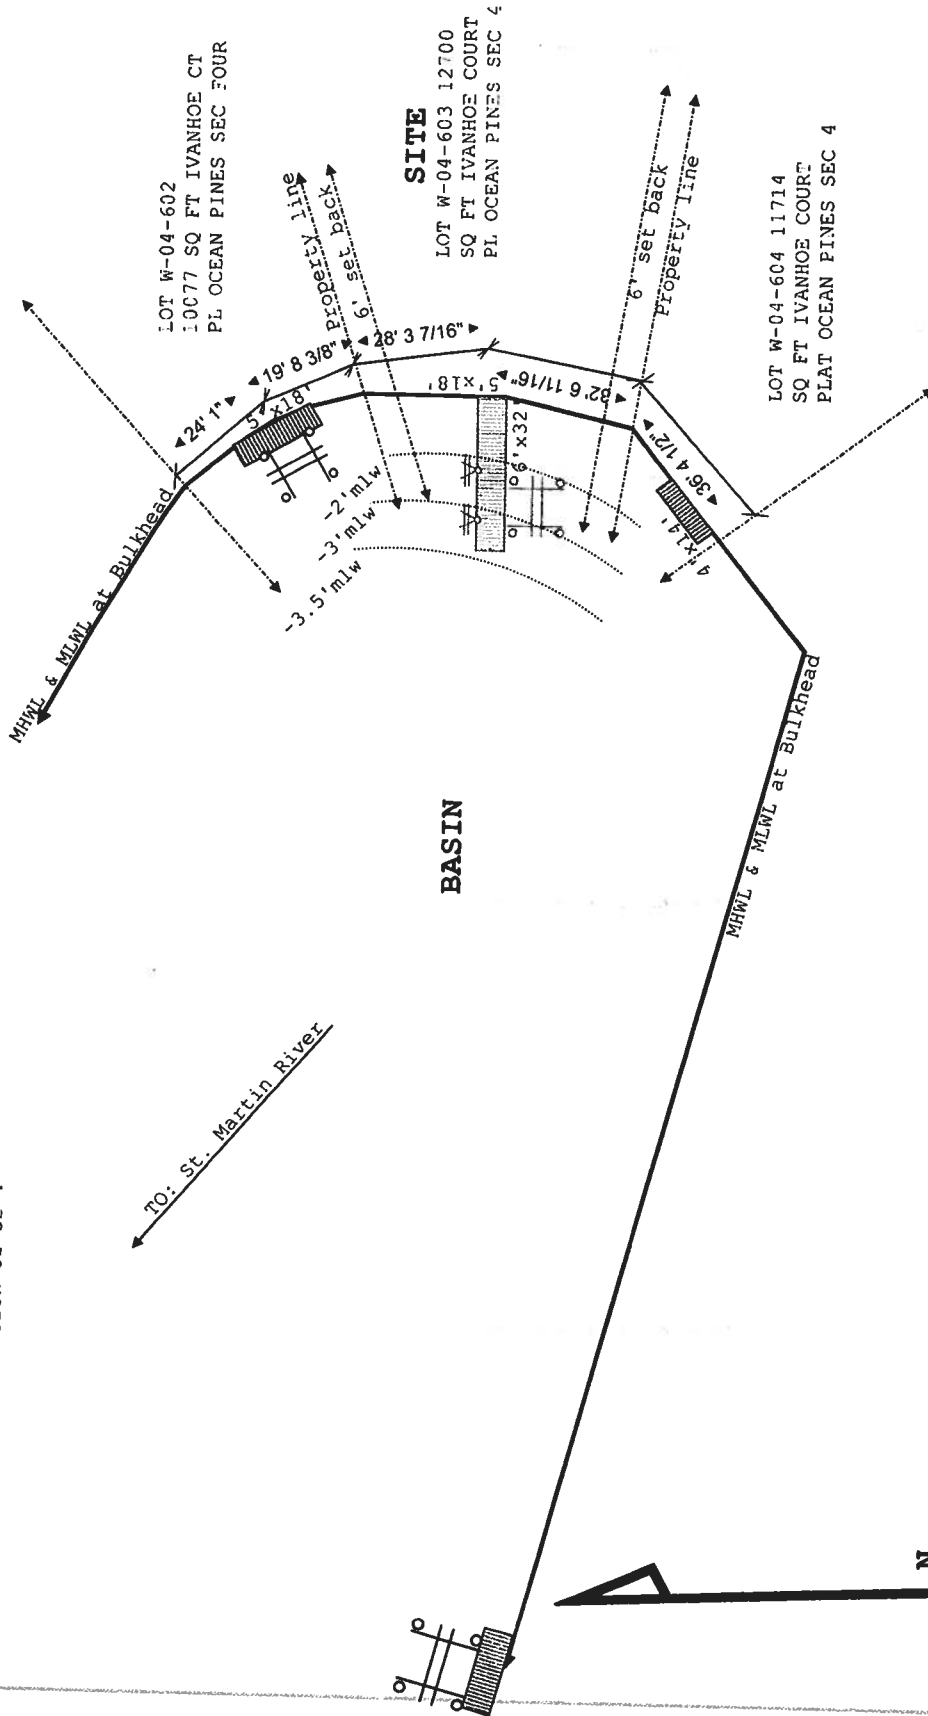 LOT W-04-602
10077 SQ FT IVANHOE CT
PL OCEAN PINES SEC FOUR
SITE
LOT W-04-603 12700
SQ FT IVANHOE COURT
PL OCEAN PINES SEC 4
LOT W-04-604 11714
SQ FT IVANHOE COURT
PLAT OCEAN PINES SEC 4
Property line
6' set back
6' set back
Property line
24' 1"
19' 8 3/8"
28' 3 7/16"
32' 6 11/16"
36' 4 1/2"
5'x18'
5'x18'
6'x32
4'x14'
-2'mlw
-3'mlw
-3.5'mlw
MHWL & MLWL at Bulkhead
BASIN
MHWL & MLWL at Bulkhead
TO: St. Martin River
N